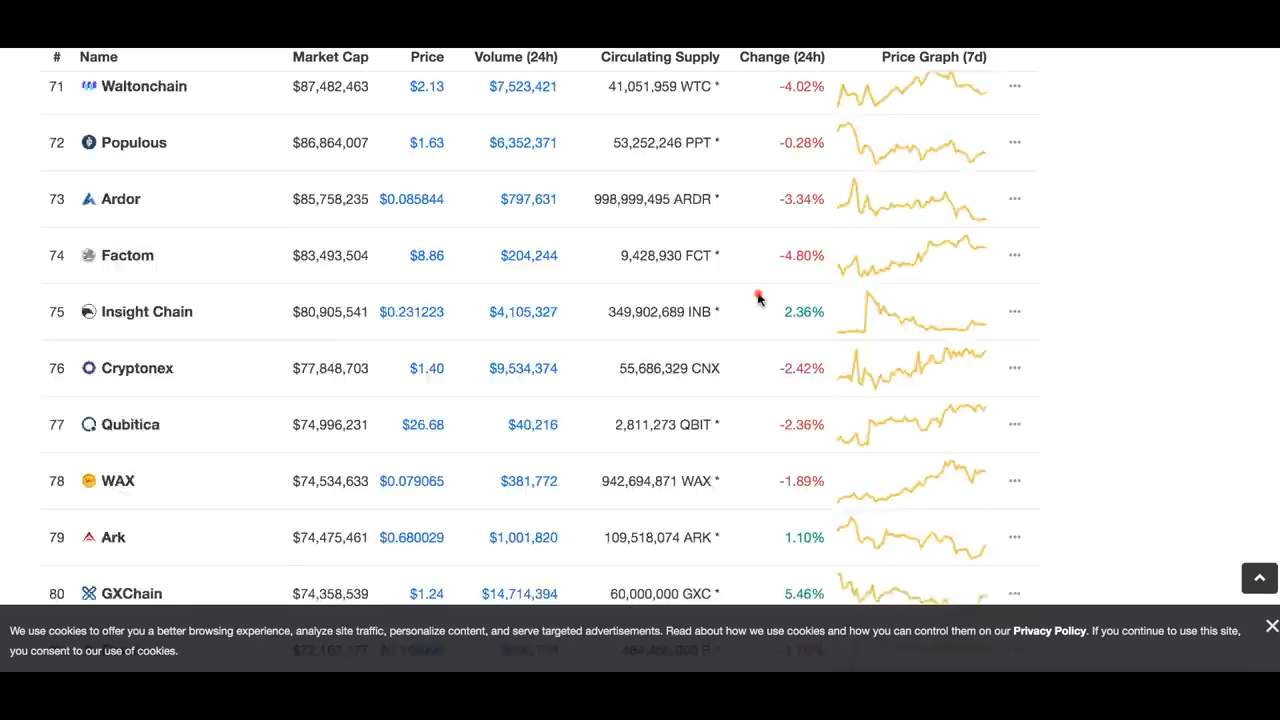 # Name Market Cap Price Volume (24h) Circulating Supply Change (24h) Price Graph (7d)
71 Waltonchain $87,482,463 $2.13 $7,523,421 41,051,959 WTC * -4.02%
72 Populous $86,864,007 $1.63 $6,352,371 53,252,246 PPT * -0.28%
73 Ardor $85,758,235 $0.085844 $797,631 998,999,495 ARDR * -3.34%
74 Factom $83,493,504 $8.86 $204,244 9,428,930 FCT * -4.80%
75 Insight Chain $80,905,541 $0.231223 $4,105,327 349,902,689 INB * 2.36%
76 Cryptonex $77,848,703 $1.40 $9,534,374 55,686,329 CNX -2.42%
77 Qubitica $74,996,231 $26.68 $40,216 2,811,273 QBIT * -2.36%
78 WAX $74,534,633 $0.079065 $381,772 942,694,871 WAX * -1.89%
79 Ark $74,475,461 $0.680029 $1,001,820 109,518,074 ARK * 1.10%
80 GXChain $74,358,539 $1.24 $14,714,394 60,000,000 GXC * 5.46%
We use cookies to offer you a better browsing experience, analyze site traffic, personalize content, and serve targeted advertisements. Read about how we use cookies and how you can control them on our Privacy Policy. If you continue to use this site,
you consent to our use of cookies.